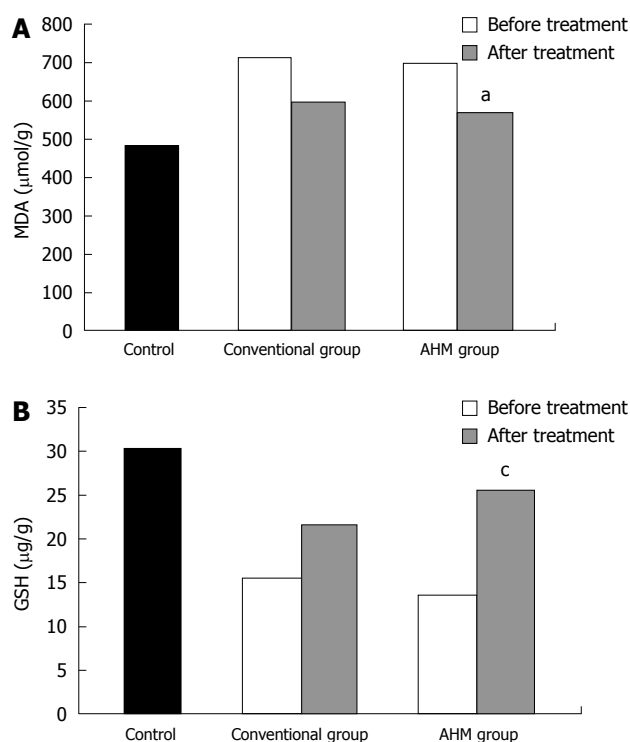 A
Before treatment
After treatment
MDA (μmol/g)
800
700
600
500
400
300
200
100
0
a
Control
Conventional group
AHM group
B
Before treatment
After treatment
GSH (μg/g)
35
30
25
20
15
10
5
0
c
Control
Conventional group
AHM group